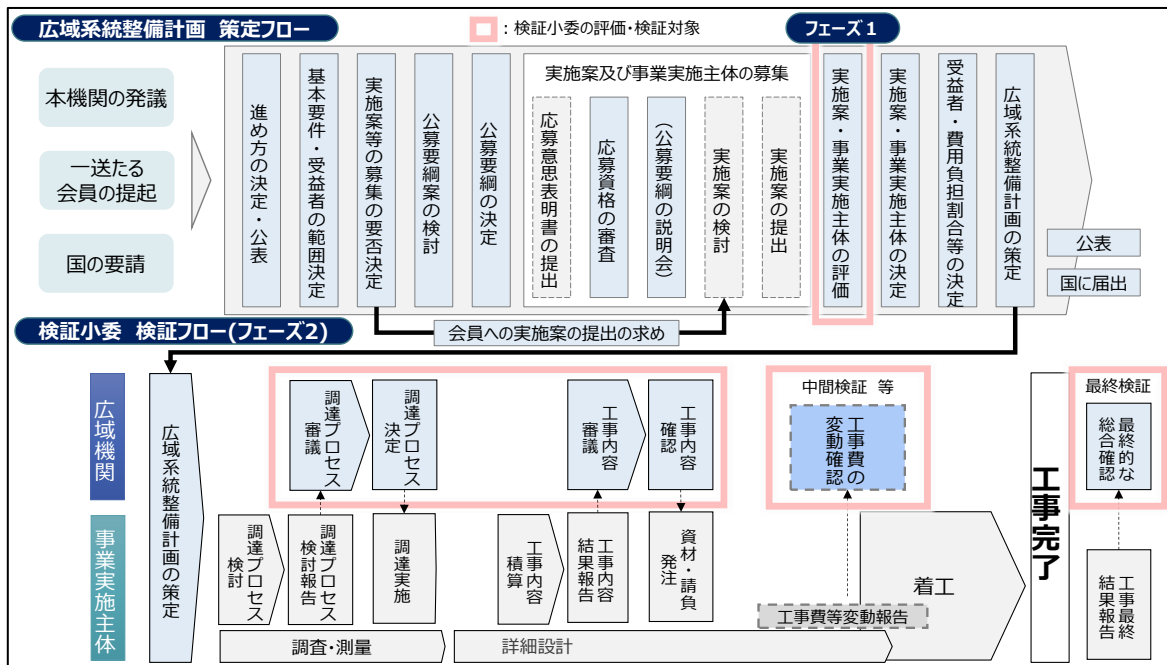 広域系統整備計画 策定フロー
：検証小委の評価・検証対象
フェーズ１
本機関の発議
一送たる
会員の提起
国の要請
進め方の決定・公表
基本要件・受益者の範囲決定
実施案等の募集の要否決定
公募要綱案の検討
公募要綱の決定
実施案及び事業実施主体の募集
応募意思表明書の提出
応募資格の審査
（公募要綱の説明会）
実施案の検討
実施案の提出
実施案・事業実施主体の評価
実施案・事業実施主体の決定
受益者・費用負担割合等の決定
広域系統整備計画の策定
公表
国に届出
会員への実施案の提出の求め
検証小委 検証フロー(フェーズ2)
広域機関
事業実施主体
広域系統整備計画の策定
調達プロセス
審議
調達プロセス
決定
工事内容
審議
工事内容
確認
中間検証 等
工事費の
変動確認
最終検証
最終的な
総合確認
調達プロセス
検討
調達プロセス
検討報告
調達実施
工事内容
積算
工事内容
結果報告
資材・請負
発注
工事費等変動報告
着工
工事完了
工事最終
結果報告
調査・測量
詳細設計